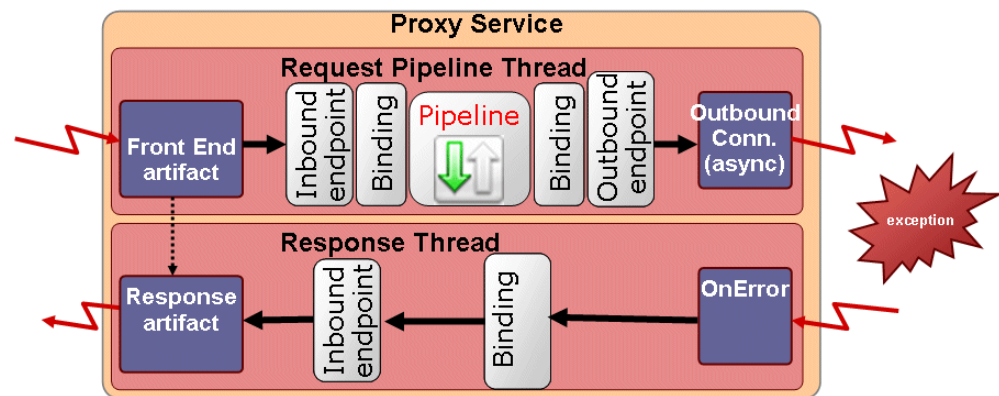 Proxy Service
Request Pipeline Thread
Front End
artifact
Inbound
endpoint
Binding
Pipeline
Binding
Outbound
endpoint
Outbound
Conn.
(async)
exception
Response Thread
Response
artifact
Inbound
endpoint
Binding
OnError